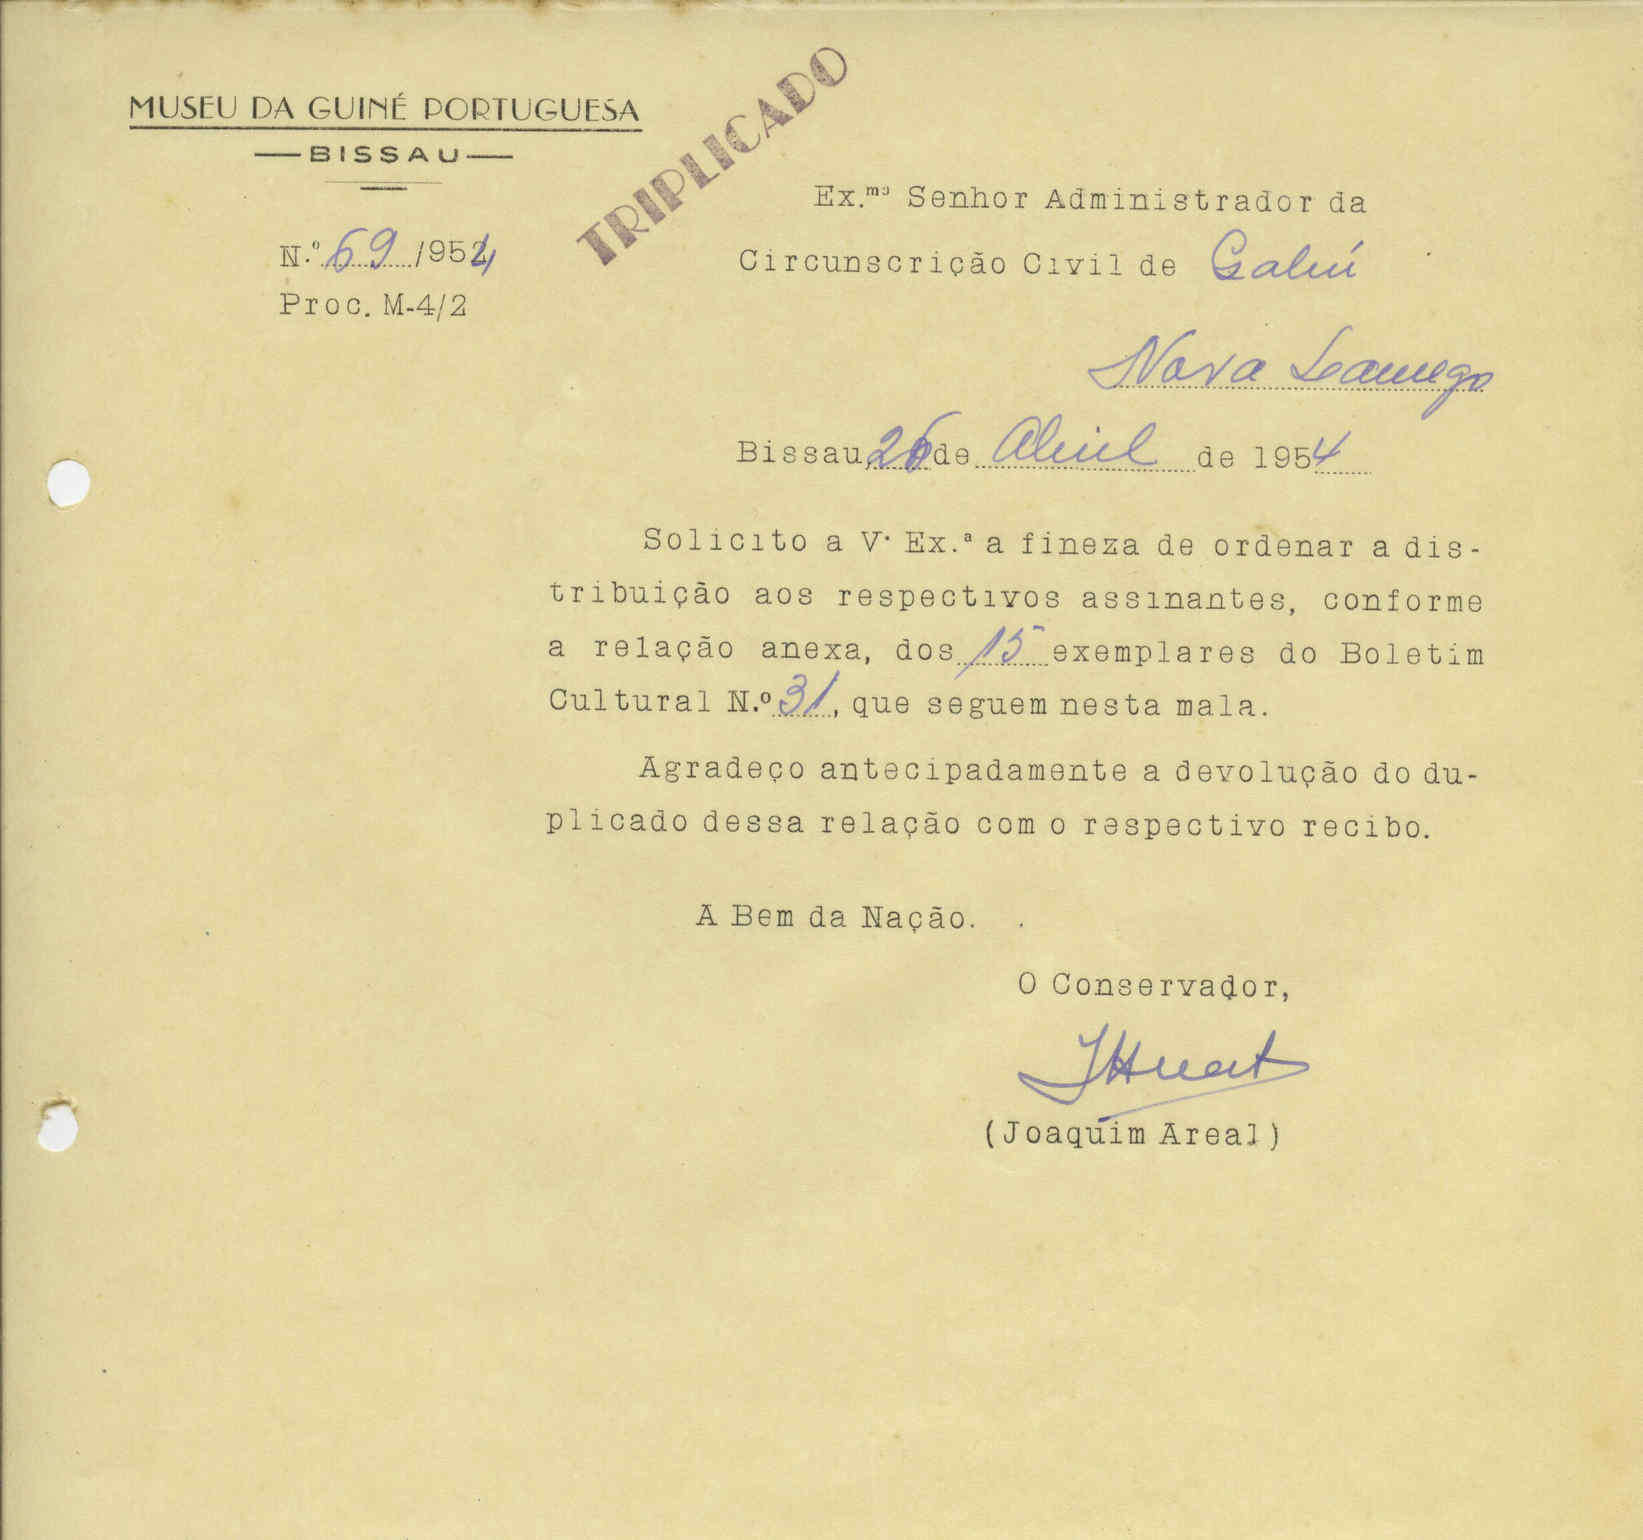 MUSEU DA GUINÉ PORTUGUESA
— BISSAU —
TRIPLICADO
N.º 69 /954
Proc. M-4/2
Ex.mo Senhor Administrador da
Circunscrição Civil de Gabú
Nova Lamego
Bissau, 26 de Abril de 1954
Solicito a V. Ex.ª a fineza de ordenar a dis-
tribuição aos respectivos assinantes, conforme
a relação anexa, dos 15 exemplares do Boletim
Cultural N.º 31, que seguem nesta mala.
Agradeço antecipadamente a devolução do du-
plicado dessa relação com o respectivo recibo.
A Bem da Nação.
O Conservador,
(Joaquim Areal)